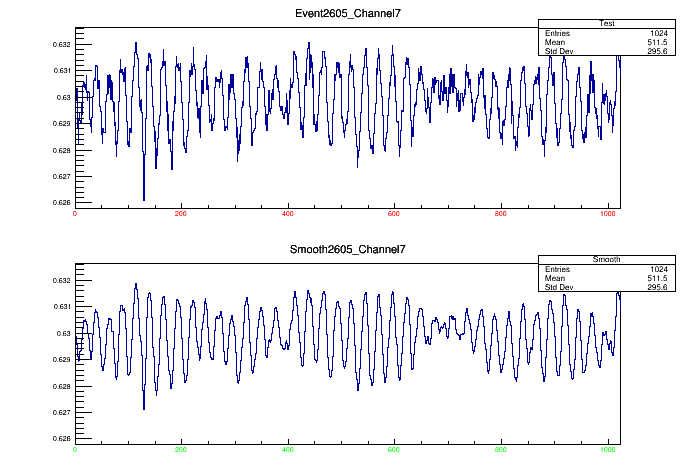 Event2605_Channel7
Test
Entries 1024
Mean 511.5
Std Dev 295.6
0.632
0.631
0.63
0.629
0.628
0.627
0.626
0 200 400 600 800 1000
Smooth2605_Channel7
Smooth
Entries 1024
Mean 511.5
Std Dev 295.6
0.632
0.631
0.63
0.629
0.628
0.627
0.626
0 200 400 600 800 1000